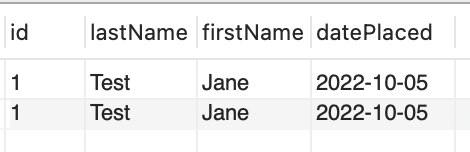 id lastName firstName datePlaced
1 Test Jane 2022-10-05
1 Test Jane 2022-10-05